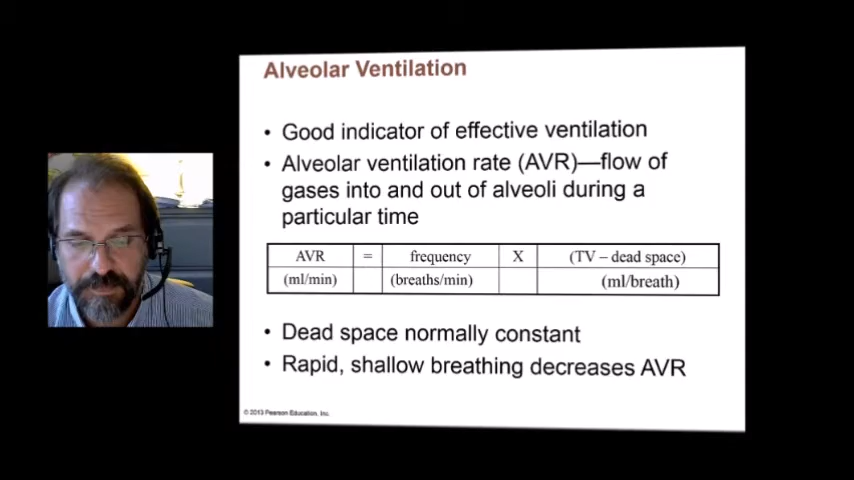 Alveolar Ventilation
• Good indicator of effective ventilation
• Alveolar ventilation rate (AVR)—flow of
gases into and out of alveoli during a
particular time
AVR = frequency X (TV – dead space)
(ml/min) (breaths/min) (ml/breath)
• Dead space normally constant
• Rapid, shallow breathing decreases AVR
© 2013 Pearson Education, Inc.